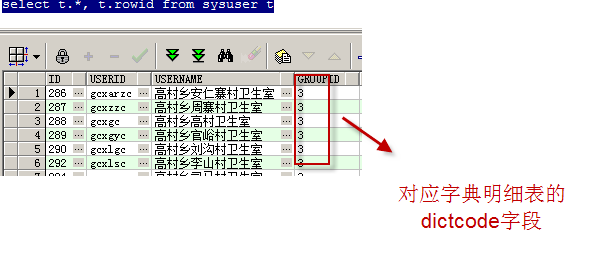 select t.*, t.rowid from sysuser t
ID USERID USERNAME GROUPID
1 286 gcxarzc 高村乡安仁寨村卫生室 3
2 287 gcxzzc 高村乡周寨村卫生室 3
3 288 gcxgc 高村乡高村卫生室 3
4 289 gcxgyc 高村乡官峪村卫生室 3
5 290 gcxlgc 高村乡刘沟村卫生室 3
6 292 gcxlsc 高村乡李山村卫生室 3
对应字典明细表的
dictcode字段